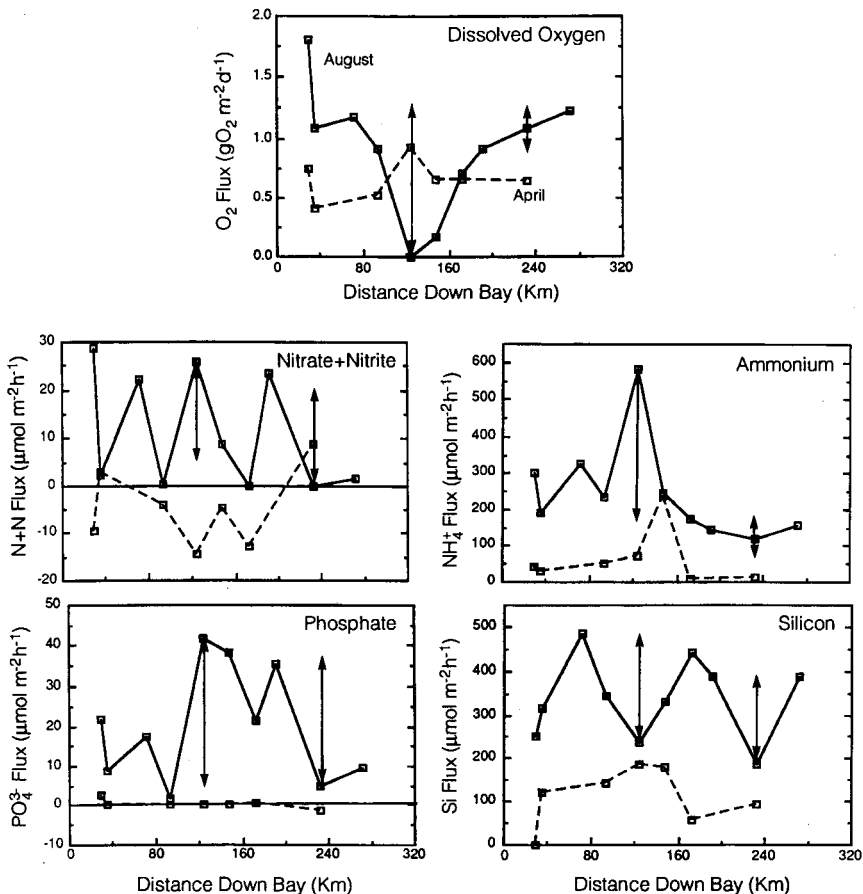 Dissolved Oxygen
August
April
O₂ Flux (gO₂ m⁻²d⁻¹)
2.0
1.5
1.0
0.5
0.0
0 80 160 240 320
Distance Down Bay (Km)
Nitrate+Nitrite
N+N Flux (µmol m⁻²h⁻¹)
30
20
10
0
-10
-20
Ammonium
NH₄⁺ Flux (µmol m⁻²h⁻¹)
600
500
400
300
200
100
0
Phosphate
PO₄³⁻ Flux (µmol m⁻²h⁻¹)
50
40
30
20
10
0
-10
0 80 160 240 320
Distance Down Bay (Km)
Silicon
Si Flux (µmol m⁻²h⁻¹)
500
400
300
200
100
0
0 80 160 240 320
Distance Down Bay (Km)